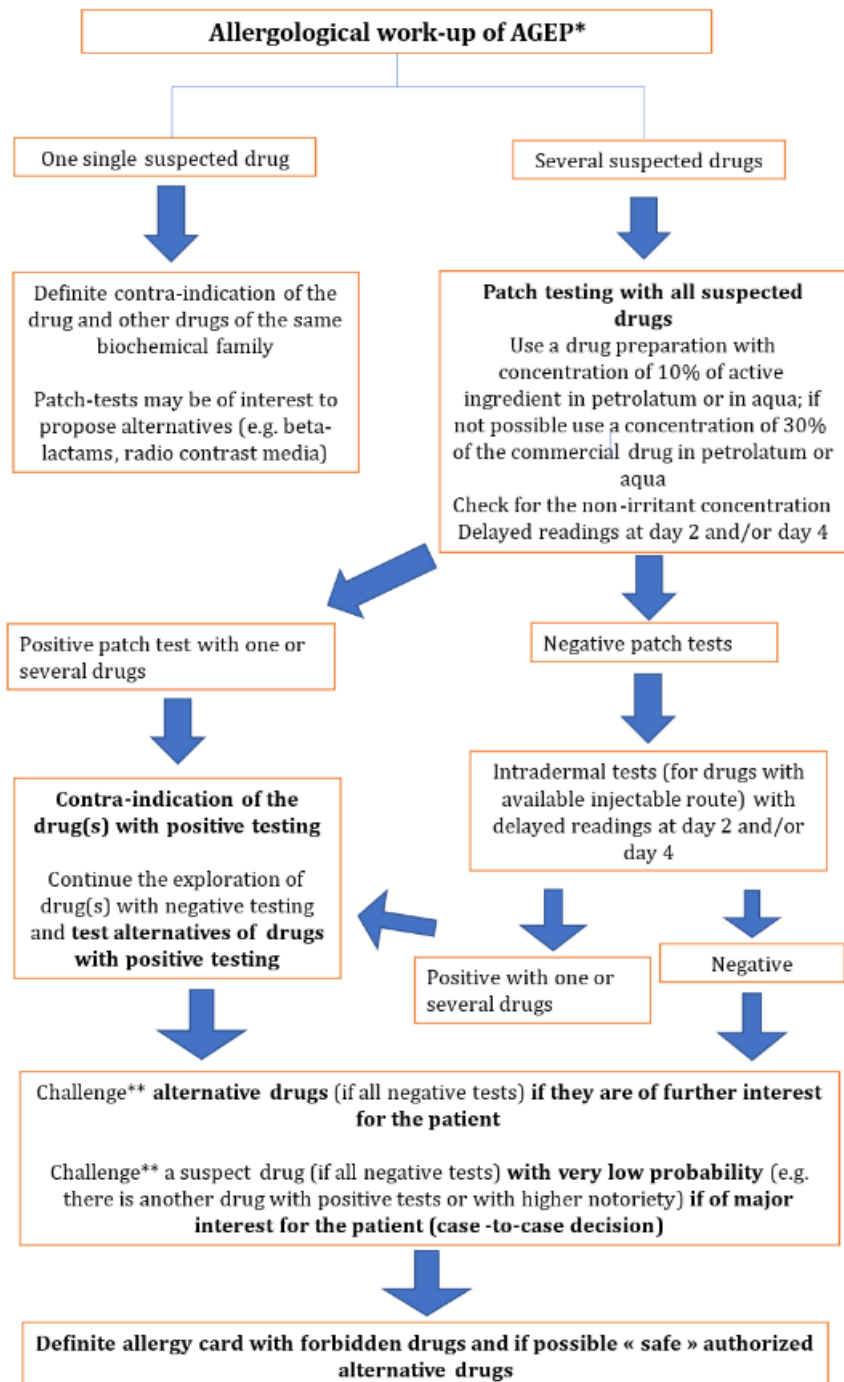 Allergological work-up of AGEP*
One single suspected drug
Several suspected drugs
Definite contra-indication of the
drug and other drugs of the same
biochemical family
Patch-tests may be of interest to
propose alternatives (e.g. beta-
lactams, radio contrast media)
Patch testing with all suspected
drugs
Use a drug preparation with
concentration of 10% of active
ingredient in petrolatum or in aqua; if
not possible use a concentration of 30%
of the commercial drug in petrolatum or
aqua
Check for the non-irritant concentration
Delayed readings at day 2 and/or day 4
Positive patch test with one or
several drugs
Negative patch tests
Contra-indication of the
drug(s) with positive testing
Continue the exploration of
drug(s) with negative testing
and test alternatives of drugs
with positive testing
Intradermal tests (for drugs with
available injectable route) with
delayed readings at day 2 and/or
day 4
Positive with one or
several drugs
Negative
Challenge** alternative drugs (if all negative tests) if they are of further interest
for the patient
Challenge** a suspect drug (if all negative tests) with very low probability (e.g.
there is another drug with positive tests or with higher notoriety) if of major
interest for the patient (case -to-case decision)
Definite allergy card with forbidden drugs and if possible « safe » authorized
alternative drugs